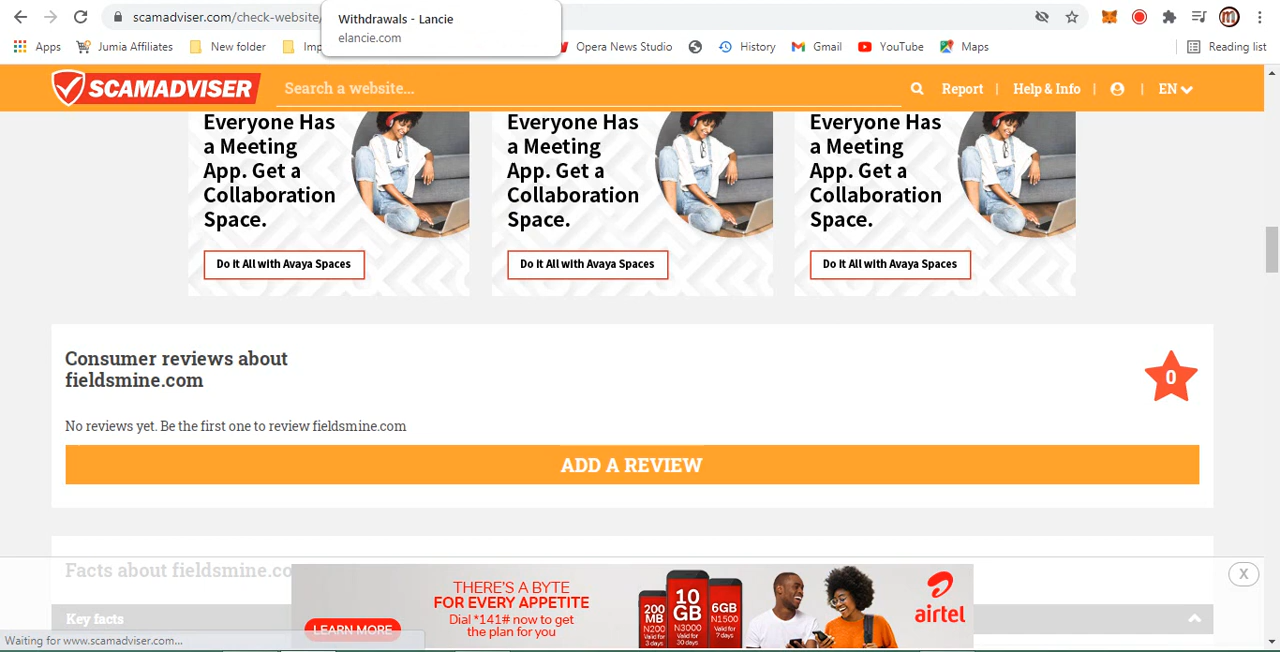 scamadviser.com/check-website/
Withdrawals - Lancie
elancie.com
Apps
Jumia Affiliates
New folder
Imp
Opera News Studio
History
Gmail
YouTube
Maps
Reading list
SCAMADVISER
Search a website...
Report
Help & Info
EN
Everyone Has
a Meeting
App. Get a
Collaboration
Space.
Do It All with Avaya Spaces
Everyone Has
a Meeting
App. Get a
Collaboration
Space.
Do It All with Avaya Spaces
Everyone Has
a Meeting
App. Get a
Collaboration
Space.
Do It All with Avaya Spaces
Consumer reviews about
fieldsmine.com
0
No reviews yet. Be the first one to review fieldsmine.com
ADD A REVIEW
Facts about fieldsmine.co
Key facts
THERE'S A BYTE
FOR EVERY APPETITE
Dial *141# now to get
the plan for you
LEARN MORE
200
MB
N200
Valid for
3 days
10
GB
N3000
Valid for
30 days
6GB
N1500
Valid for
7 days
airtel
X
Waiting for www.scamadviser.com...